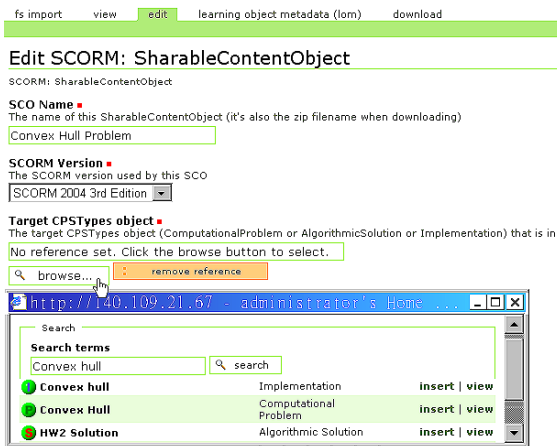 fs import view edit learning object metadata (lom) download
Edit SCORM: SharableContentObject
SCORM: SharableContentObject
SCO Name
The name of this SharableContentObject (it's also the zip filename when downloading)
Convex Hull Problem
SCORM Version
The SCORM version used by this SCO
SCORM 2004 3rd Edition
Target CPSTypes object
The target CPSTypes object (ComputationalProblem or AlgorithmicSolution or Implementation) that is in
No reference set. Click the browse button to select.
browse... remove reference
http://140.109.21.67 - administrator's Home ...
Search
Search terms
Convex hull search
I Convex hull Implementation insert | view
P Convex Hull Computational
Problem insert | view
S HW2 Solution Algorithmic Solution insert | view